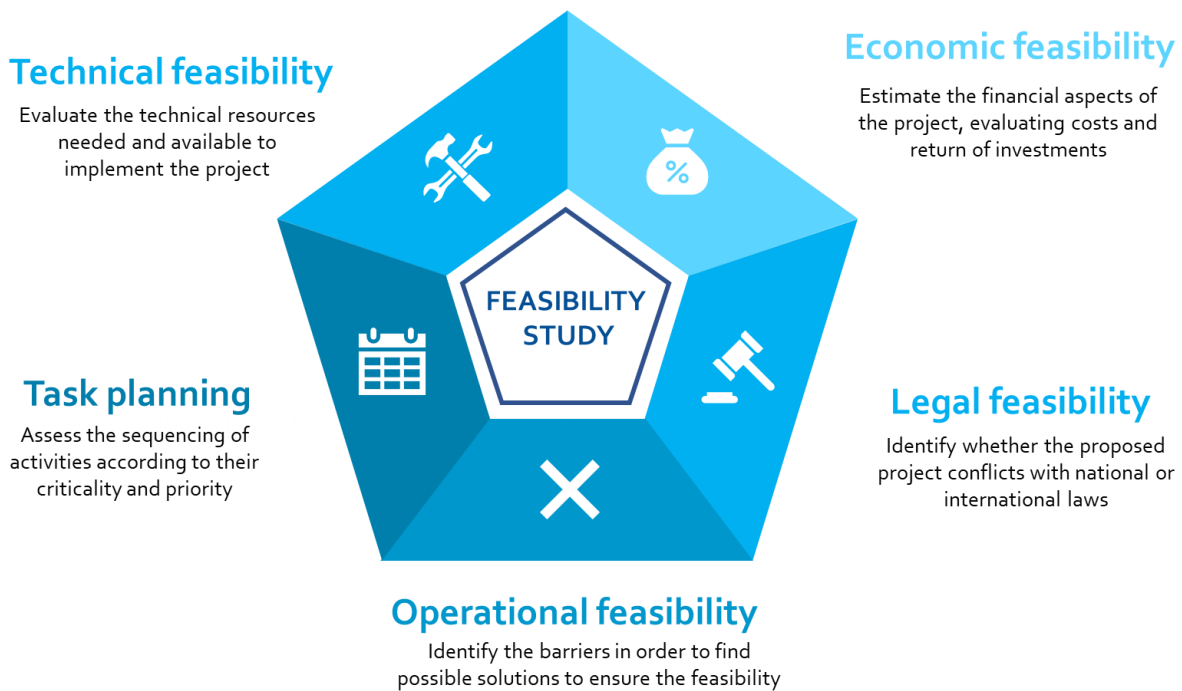 Technical feasibility
Evaluate the technical resources
needed and available to
implement the project
Economic feasibility
Estimate the financial aspects of
the project, evaluating costs and
return of investments
%
FEASIBILITY
STUDY
Task planning
Assess the sequencing of
activities according to their
criticality and priority
Legal feasibility
Identify whether the proposed
project conflicts with national or
international laws
Operational feasibility
Identify the barriers in order to find
possible solutions to ensure the feasibility